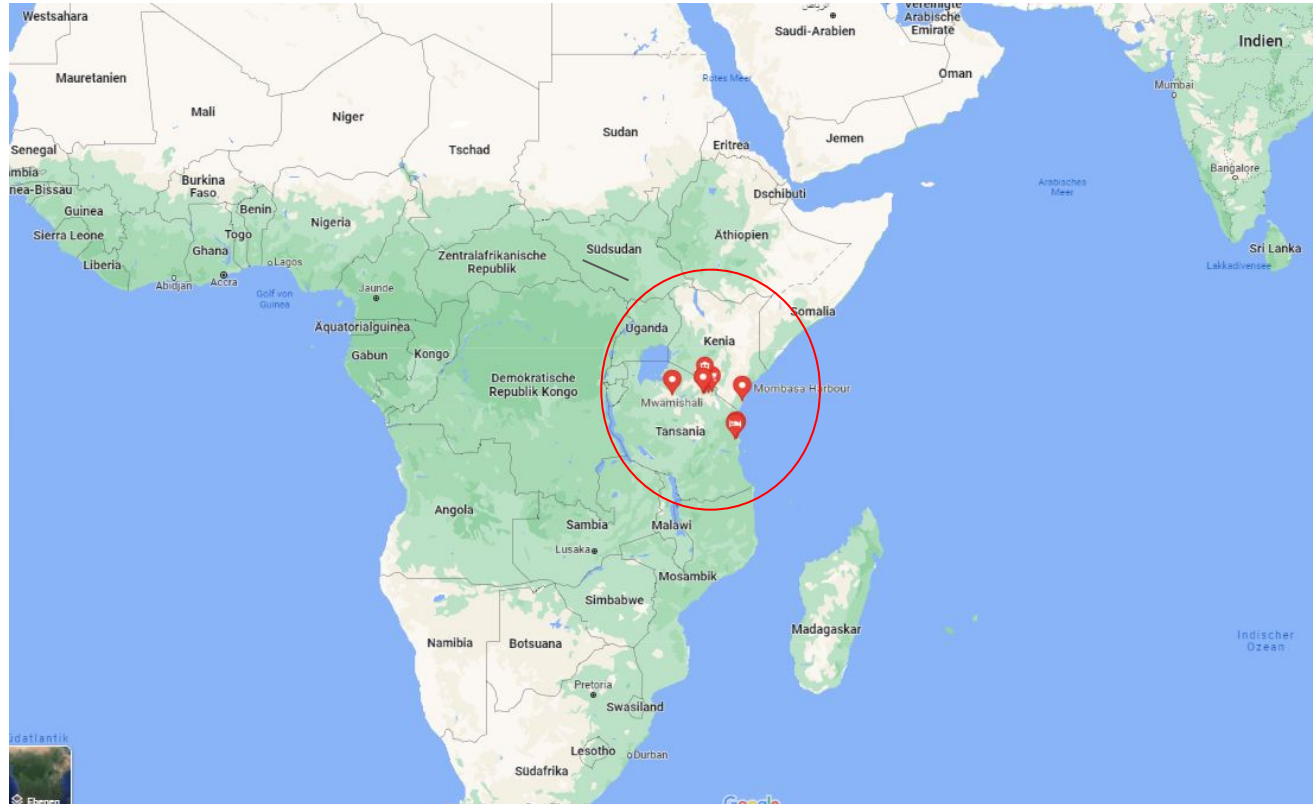 Westsahara
الرياض
Vereinigte
Arabische
Emirate
Saudi-Arabien
Indien
Mauretanien
Rotes Meer
Oman
Mumbai
Mali
Niger
Sudan
Tschad
Eritrea
Jemen
Senegal
ambia
Burkina
Faso
Bangalore
nea-Bissau
Dschibuti
Arabisches
Meer
Guinea
Benin
Nigeria
Sierra Leone
Togo
Äthiopien
Ghana
Südsudan
Sri Lanka
Liberia
Zentralafrikanische
Republik
Lagos
Lakkadivensee
Abidjan
Accra
Jaunde
Golf von
Guinea
Somalia
Äquatorialguinea
Uganda
Kenia
Gabun
Kongo
Demokratische
Republik Kongo
Mombasa Harbour
Mwamishali
Tansania
Angola
Sambia
Malawi
Lusaka
Mosambik
Simbabwe
Madagaskar
Namibia
Botsuana
Indischer
Ozean
Pretoria
Swasiland
üdatlantik
Lesotho
Durban
Südafrika
Ebenen
Google